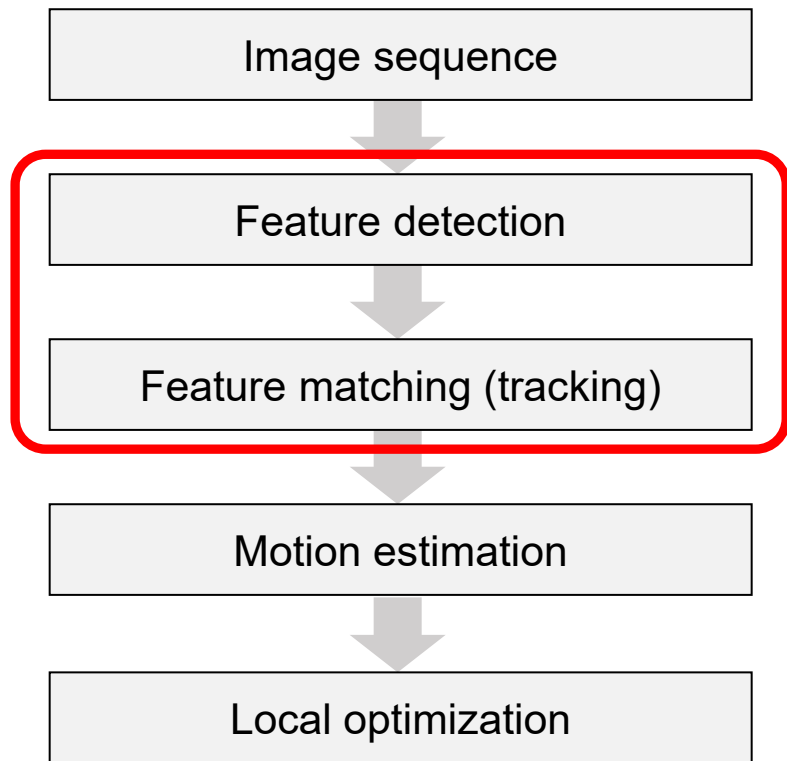 Image sequence
Feature detection
Feature matching (tracking)
Motion estimation
Local optimization